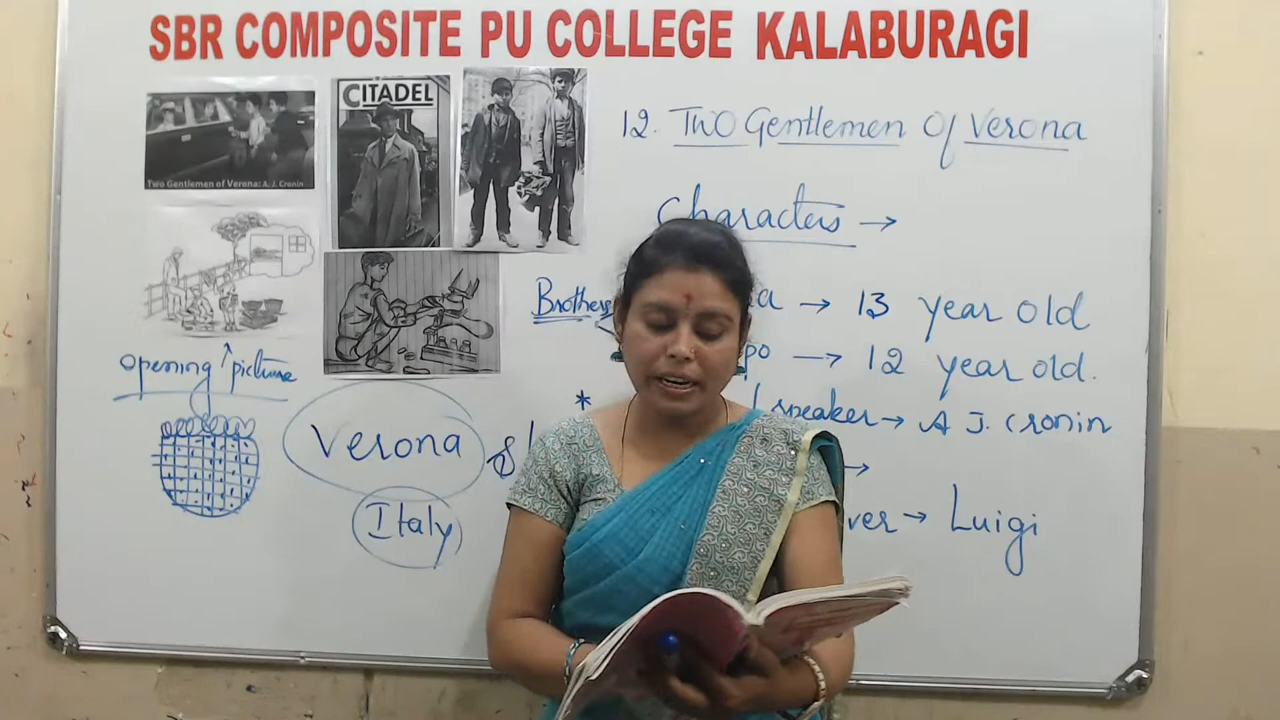 SBR COMPOSITE PU COLLEGE KALABURAGI
CITADEL
Two Gentlemen of Verona: A. J. Cronin
12. Two Gentlemen Of Verona
Characters →
Brothers → 13 year old
→ 12 year old.
* speaker → A J. Cronin
→
→ Luigi
opening picture
Verona
Italy